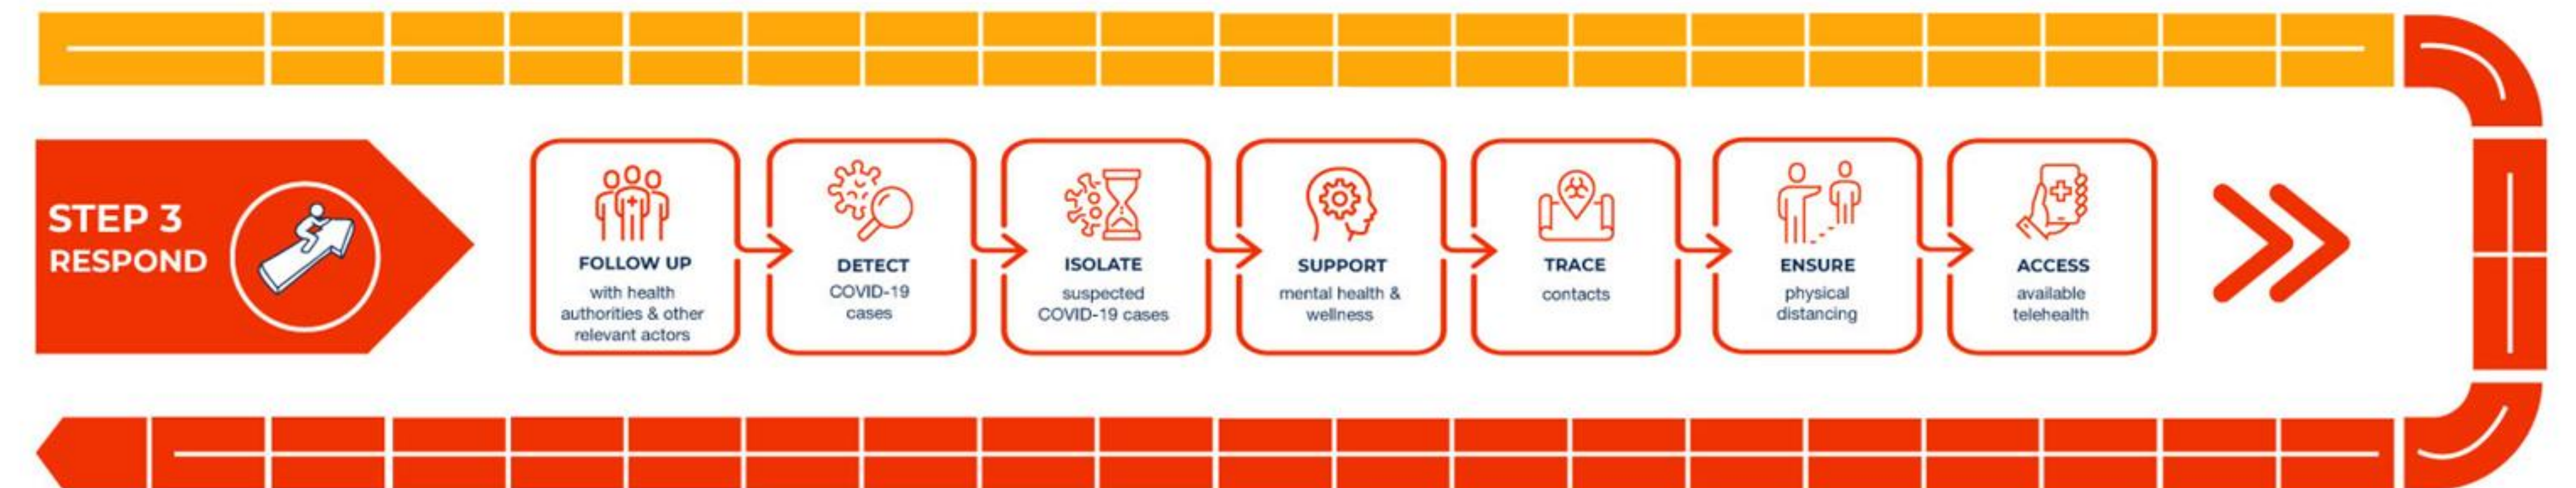 STEP 3
RESPOND
FOLLOW UP
with health
authorities & other
relevant actors
DETECT
COVID-19
cases
ISOLATE
suspected
COVID-19 cases
SUPPORT
mental health &
wellness
TRACE
contacts
ENSURE
physical
distancing
ACCESS
available
telehealth